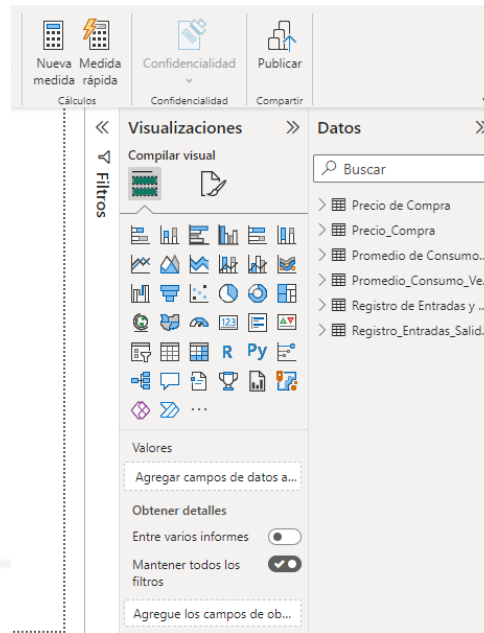 Nueva Medida Confidencialidad Publicar
medida rápida
Cálculos Confidencialidad Compartir
Visualizaciones Datos
Compilar visual
Buscar
Filtros
Precio de Compra
Precio_Compra
Promedio de Consumo...
Promedio_Consumo_Ve...
Registro de Entradas y ...
Registro_Entradas_Salid...
123
R Py
Valores
Agregar campos de datos a...
Obtener detalles
Entre varios informes
Mantener todos los
filtros
Agregue los campos de ob...